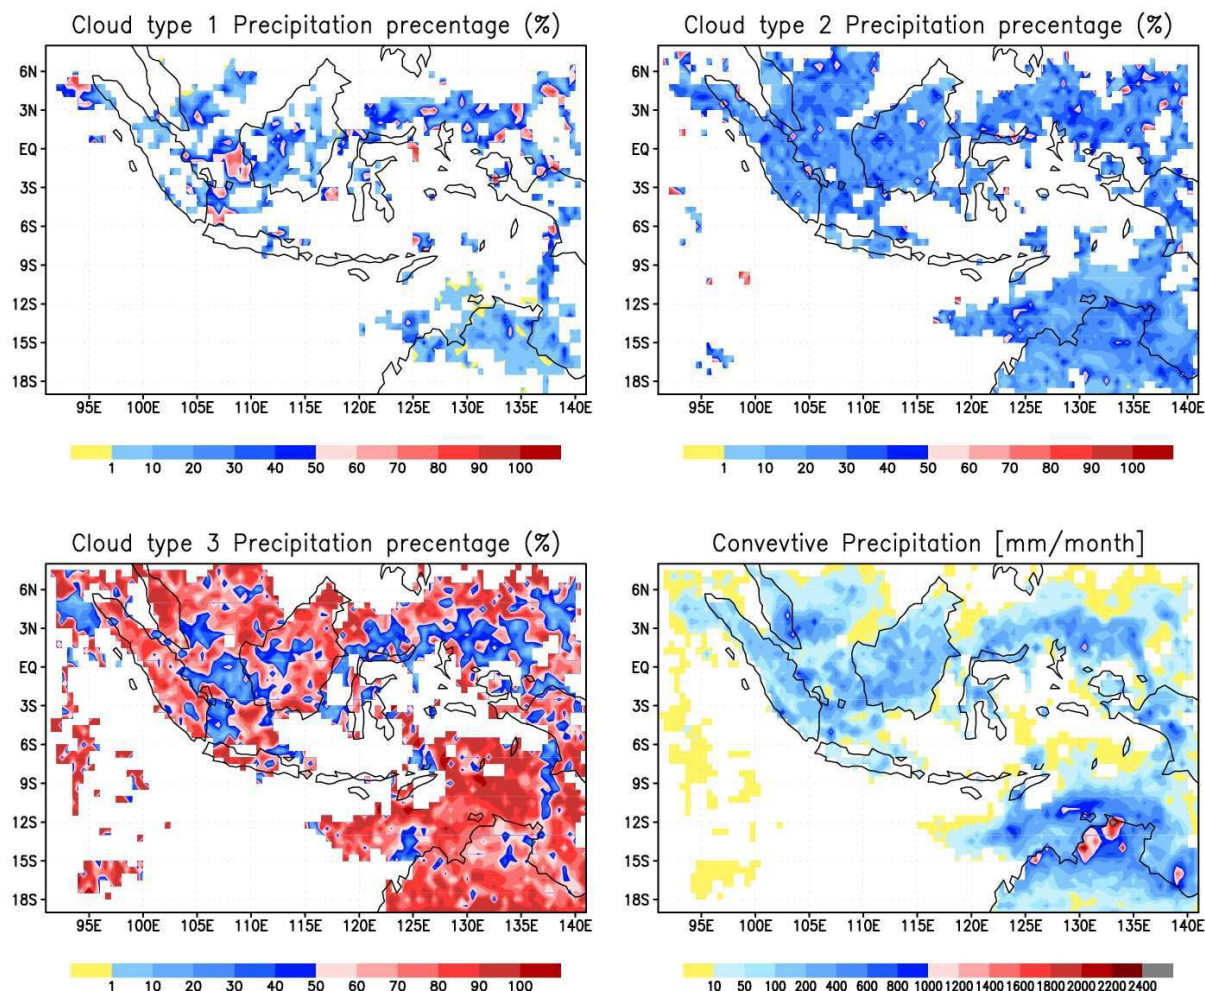 Cloud type 1 Precipitation precentage (%)
6N
3N
EQ
3S
6S
9S
12S
15S
18S
95E 100E 105E 110E 115E 120E 125E 130E 135E 140E
1 10 20 30 40 50 60 70 80 90 100
Cloud type 2 Precipitation precentage (%)
6N
3N
EQ
3S
6S
9S
12S
15S
18S
95E 100E 105E 110E 115E 120E 125E 130E 135E 140E
1 10 20 30 40 50 60 70 80 90 100
Cloud type 3 Precipitation precentage (%)
6N
3N
EQ
3S
6S
9S
12S
15S
18S
95E 100E 105E 110E 115E 120E 125E 130E 135E 140E
1 10 20 30 40 50 60 70 80 90 100
Convevtive Precipitation [mm/month]
6N
3N
EQ
3S
6S
9S
12S
15S
18S
95E 100E 105E 110E 115E 120E 125E 130E 135E 140E
10 50 100 200 400 600 800 1000 1200 1400 1600 1800 2000 2200 2400